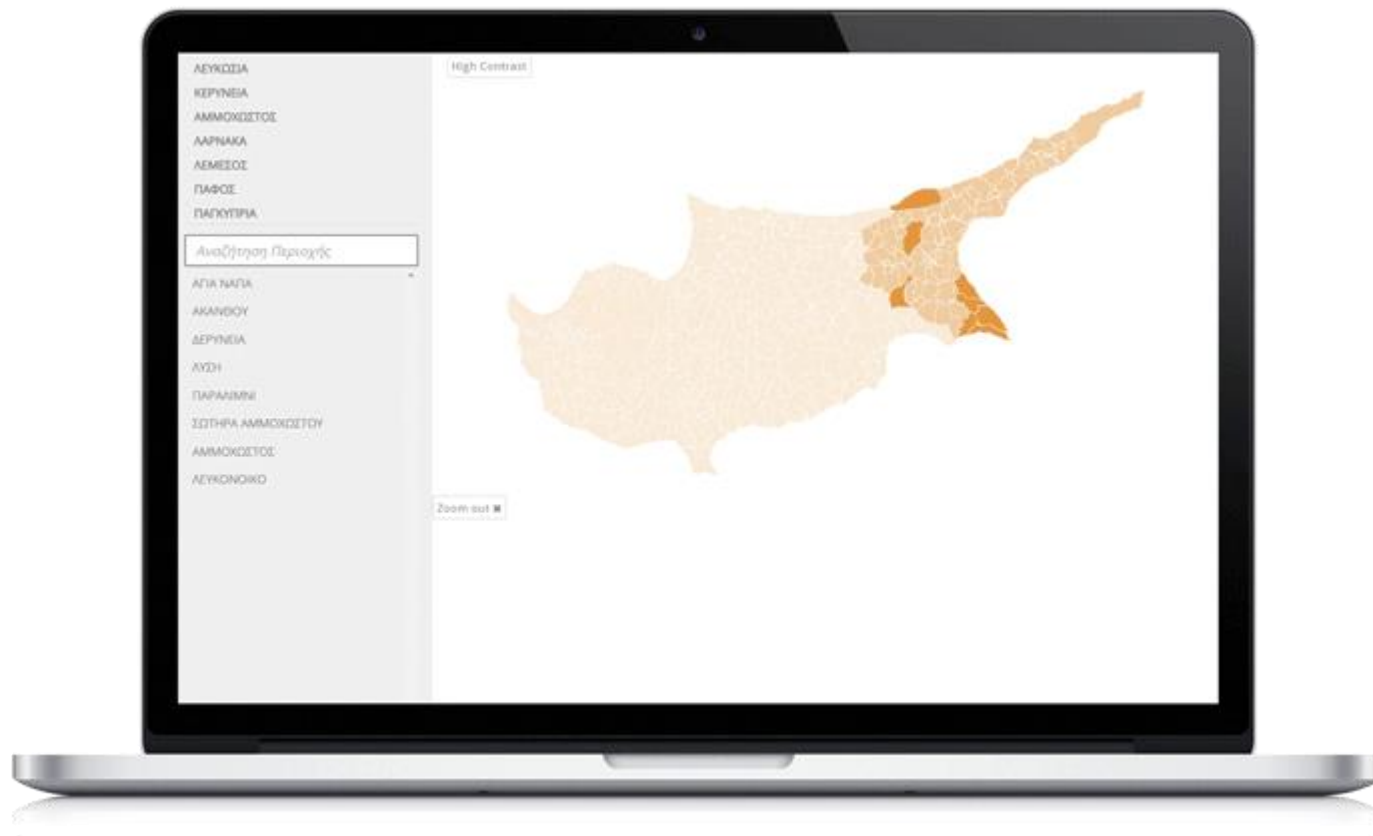 ΛΕΥΚΩΣΙΑ
ΚΕΡΥΝΕΙΑ
ΑΜΜΟΧΩΣΤΟΣ
ΛΑΡΝΑΚΑ
ΛΕΜΕΣΟΣ
ΠΑΦΟΣ
ΠΑΓΚΥΠΡΙΑ
High Contrast
Αναζήτηση Περιοχής
ΑΓΙΑ ΝΑΠΑ
ΑΚΑΝΘΟΥ
ΔΕΡΥΝΕΙΑ
ΛΥΣΗ
ΠΑΡΑΛΙΜΝΙ
ΣΩΤΗΡΑ ΑΜΜΟΧΩΣΤΟΥ
ΑΜΜΟΧΩΣΤΟΣ
ΛΕΥΚΟΝΟΙΚΟ
Zoom out ✖